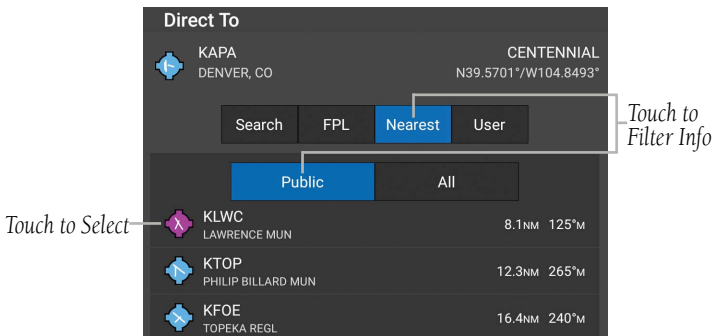 Direct To
KAPA
CENTENNIAL
DENVER, CO
N39.5701°/W104.8493°
Search
FPL
Nearest
User
Touch to
Filter Info
Public
All
Touch to Select
KLWC
LAWRENCE MUN
8.1NM 125°M
KTOP
PHILIP BILLARD MUN
12.3NM 265°M
KFOE
TOPEKA REGL
16.4NM 240°M